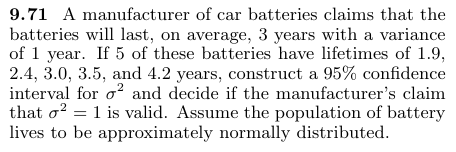 9.71 A manufacturer of car batteries claims that the
batteries will last, on average, 3 years with a variance
of 1 year. If 5 of these batteries have lifetimes of 1.9,
2.4, 3.0, 3.5, and 4.2 years, construct a 95% confidence
interval for σ² and decide if the manufacturer's claim
that σ² = 1 is valid. Assume the population of battery
lives to be approximately normally distributed.